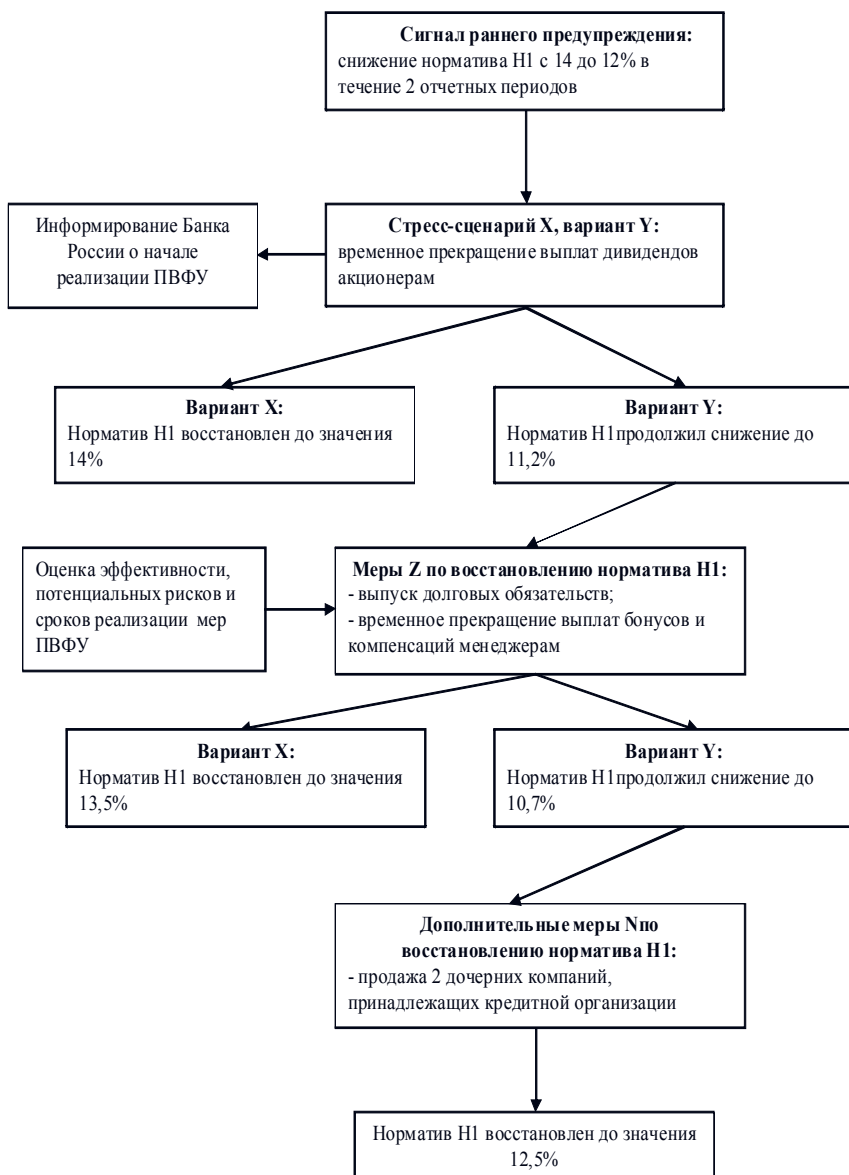 Сигнал раннего предупреждения:
снижение норматива Н1 с 14 до 12% в
течение 2 отчетных периодов
Информирование Банка
России о начале
реализации ПВФУ
Стресс-сценарий X, вариант Y:
временное прекращение выплат дивидендов
акционерам
Вариант X:
Норматив Н1 восстановлен до значения
14%
Вариант Y:
Норматив Н1продолжил снижение до
11,2%
Оценка эффективности,
потенциальных рисков и
сроков реализации мер
ПВФУ
Меры Z по восстановлению норматива Н1:
- выпуск долговых обязательств;
- временное прекращение выплат бонусов и
компенсаций менеджерам
Вариант X:
Норматив Н1 восстановлен до значения
13,5%
Вариант Y:
Норматив Н1продолжил снижение до
10,7%
Дополнительные меры Nпо
восстановлению норматива Н1:
- продажа 2 дочерних компаний,
принадлежащих кредитной организации
Норматив Н1 восстановлен до значения
12,5%